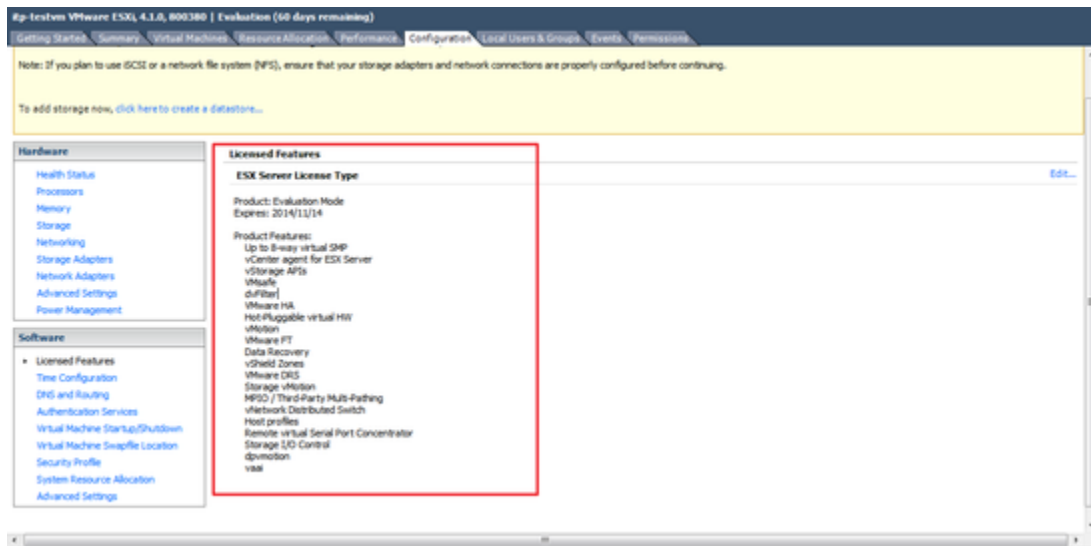 itp-testvm VMware ESXi, 4.1.0, 800380 | Evaluation (60 days remaining)
Getting Started Summary Virtual Machines Resource Allocation Performance Configuration Local Users & Groups Events Permissions
Note: If you plan to use iSCSI or a network file system (NFS), ensure that your storage adapters and network connections are properly configured before continuing.
To add storage now, click here to create a datastore...
Hardware
Health Status
Processors
Memory
Storage
Networking
Storage Adapters
Network Adapters
Advanced Settings
Power Management
Software
Licensed Features
Time Configuration
DNS and Routing
Authentication Services
Virtual Machine Startup/Shutdown
Virtual Machine Swapfile Location
Security Profile
System Resource Allocation
Advanced Settings
Licensed Features
ESX Server License Type
Edit...
Product: Evaluation Mode
Expires: 2014/11/14
Product Features:
Up to 8-way virtual SMP
vCenter agent for ESX Server
vStorage APIs
VMsafe
dvFilter
VMware HA
Hot-Pluggable virtual HW
vMotion
VMware FT
Data Recovery
vShield Zones
VMware DRS
Storage vMotion
MPIO / Third-Party Multi-Pathing
vNetwork Distributed Switch
Host profiles
Remote virtual Serial Port Concentrator
Storage I/O Control
dpvmotion
vaai